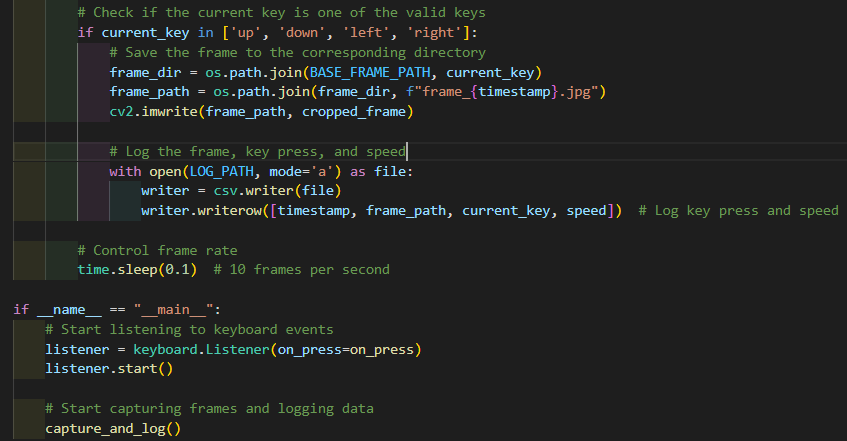 # Check if the current key is one of the valid keys
if current_key in ['up', 'down', 'left', 'right']:
# Save the frame to the corresponding directory
frame_dir = os.path.join(BASE_FRAME_PATH, current_key)
frame_path = os.path.join(frame_dir, f"frame_{timestamp}.jpg")
cv2.imwrite(frame_path, cropped_frame)
# Log the frame, key press, and speed
with open(LOG_PATH, mode='a') as file:
writer = csv.writer(file)
writer.writerow([timestamp, frame_path, current_key, speed])  # Log key press and speed
# Control frame rate
time.sleep(0.1)  # 10 frames per second
if __name__ == "__main__":
# Start listening to keyboard events
listener = keyboard.Listener(on_press=on_press)
listener.start()
# Start capturing frames and logging data
capture_and_log()